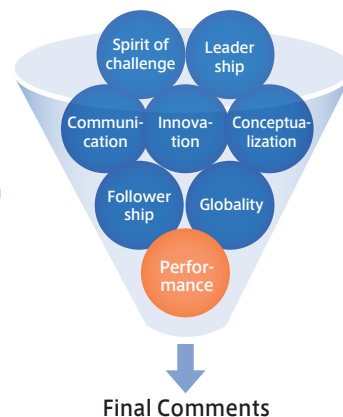 Spirit of
challenge
Leader
ship
Communi-
cation
Innova-
tion
Conceptua-
lization
Follower
ship
Globality
Perfor-
mance
Final Comments